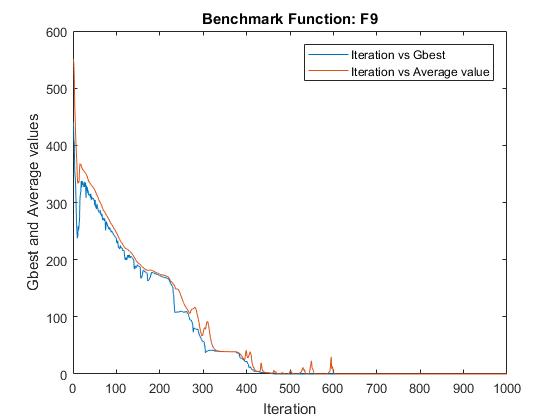 Benchmark Function: F9
600
Iteration vs Gbest
Iteration vs Average value
500
400
300
200
100
0
Gbest and Average values
0 100 200 300 400 500 600 700 800 900 1000
Iteration